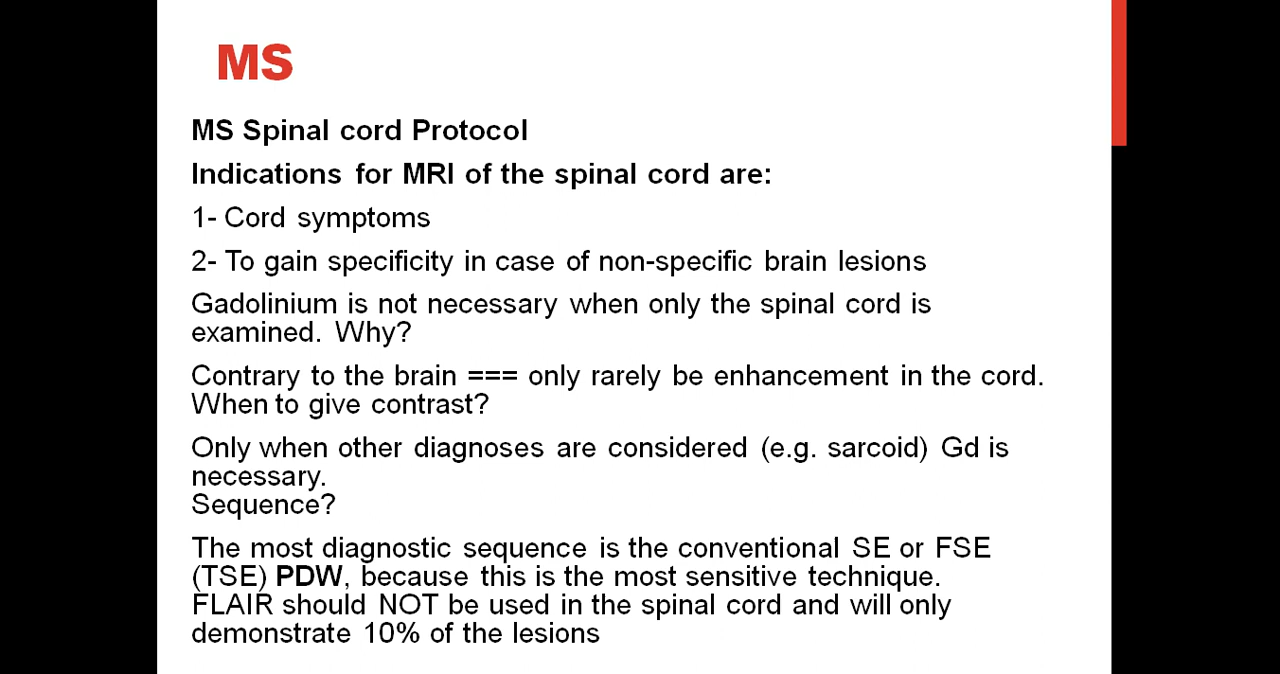 MS
MS Spinal cord Protocol
Indications for MRI of the spinal cord are:
1- Cord symptoms
2- To gain specificity in case of non-specific brain lesions
Gadolinium is not necessary when only the spinal cord is
examined. Why?
Contrary to the brain === only rarely be enhancement in the cord.
When to give contrast?
Only when other diagnoses are considered (e.g. sarcoid) Gd is
necessary.
Sequence?
The most diagnostic sequence is the conventional SE or FSE
(TSE) PDW, because this is the most sensitive technique.
FLAIR should NOT be used in the spinal cord and will only
demonstrate 10% of the lesions